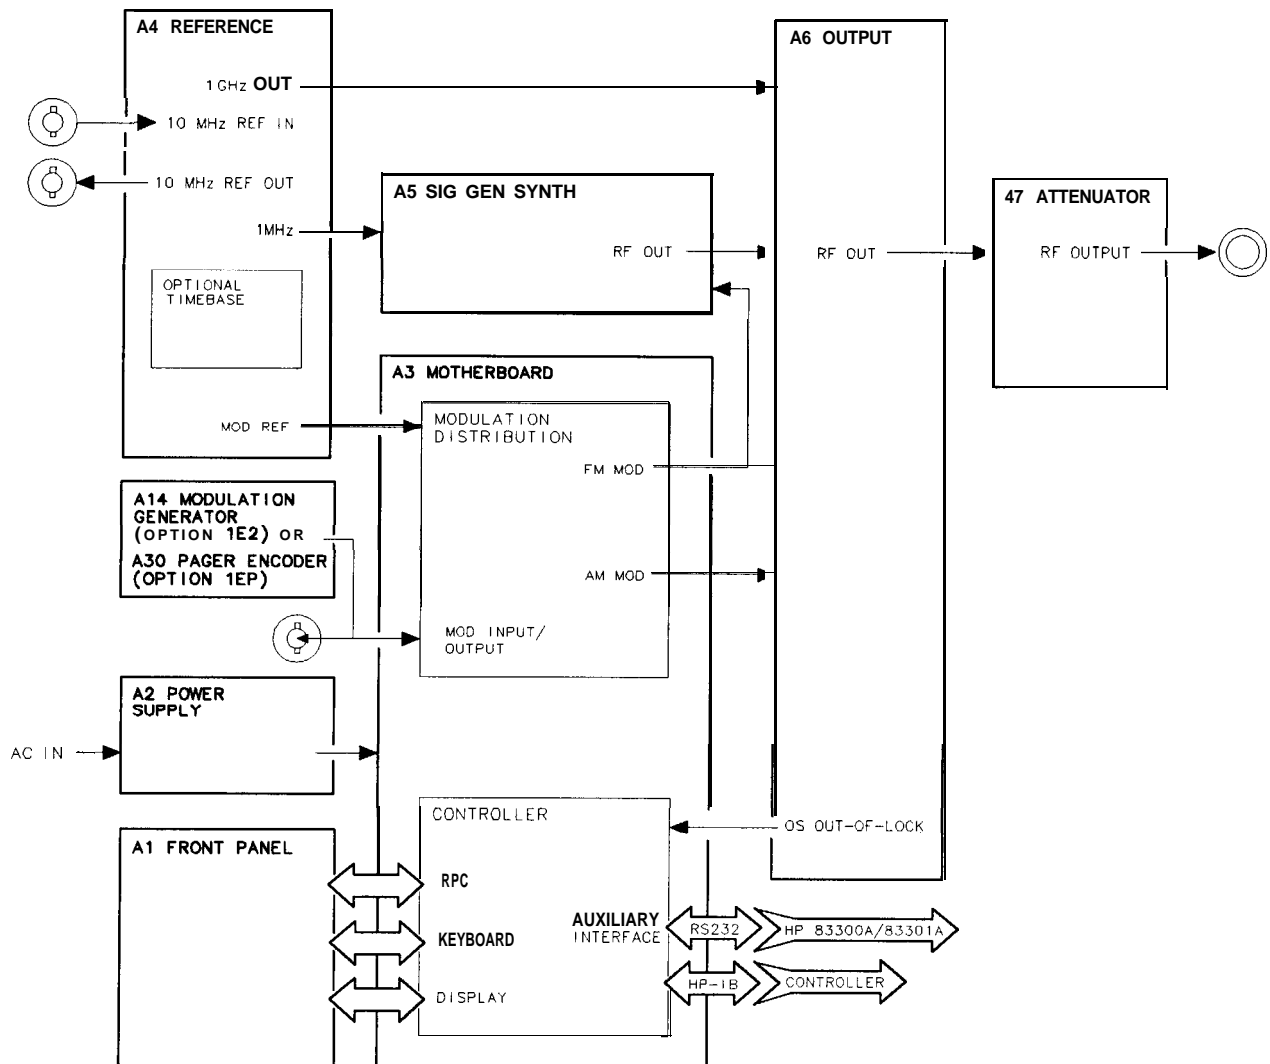 A4 REFERENCE
1GHz OUT
10 MHz REF IN
10 MHz REF OUT
1MHz
OPTIONAL
TIMEBASE
MOD REF
A5 SIG GEN SYNTH
RF OUT
A6 OUTPUT
RF OUT
47 ATTENUATOR
RF OUTPUT
A3 MOTHERBOARD
MODULATION
DISTRIBUTION
FM MOD
AM MOD
MOD INPUT/
OUTPUT
A14 MODULATION
GENERATOR
(OPTION 1E2) OR
A30 PAGER ENCODER
(OPTION 1EP)
A2 POWER
SUPPLY
AC IN
A1 FRONT PANEL
CONTROLLER
OS OUT-OF-LOCK
RPC
KEYBOARD
DISPLAY
AUXILIARY
INTERFACE
RS232
HP 83300A/83301A
HP-IB
CONTROLLER